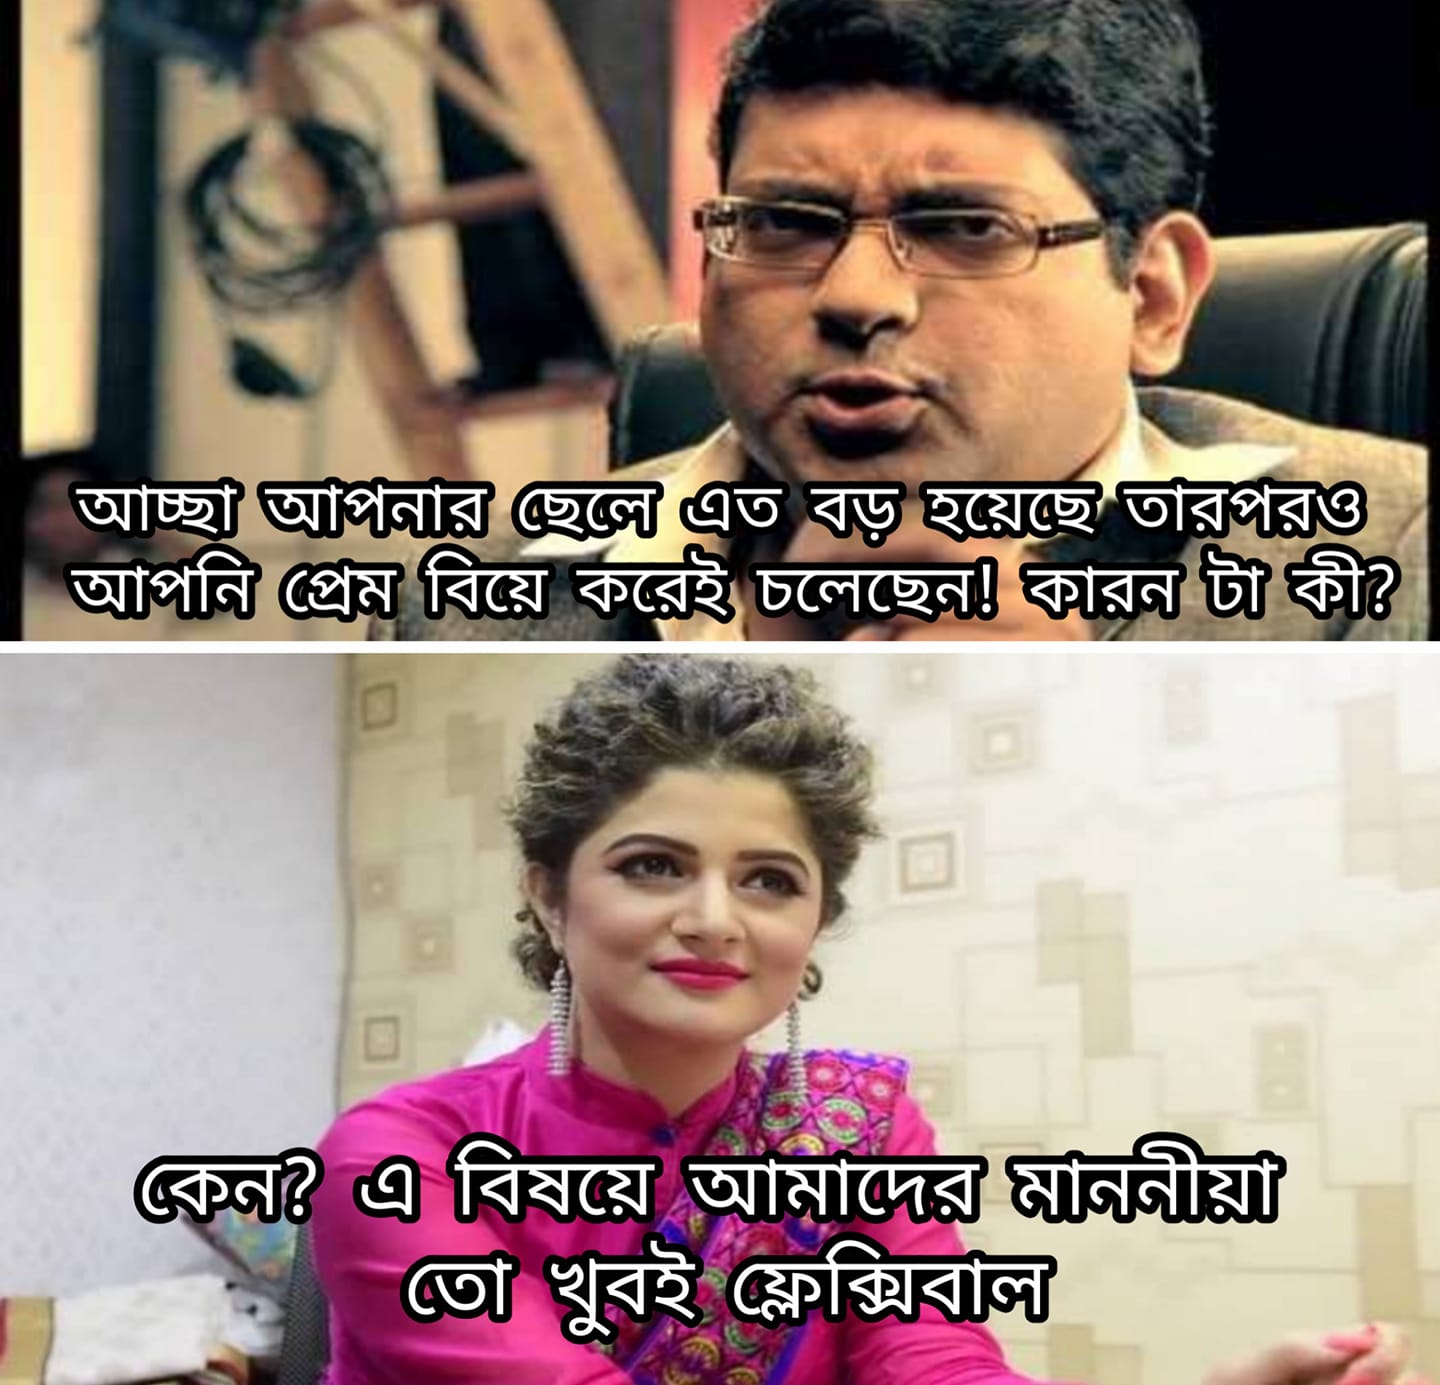 আচ্ছা আপনার ছেলে এত বড় হয়েছে তারপরও
আপনি প্রেম বিয়ে করেই চলেছেন! কারন টা কী?
কেন? এ বিষয়ে আমাদের মাননীয়া
তো খুবই ফ্লেক্সিবাল